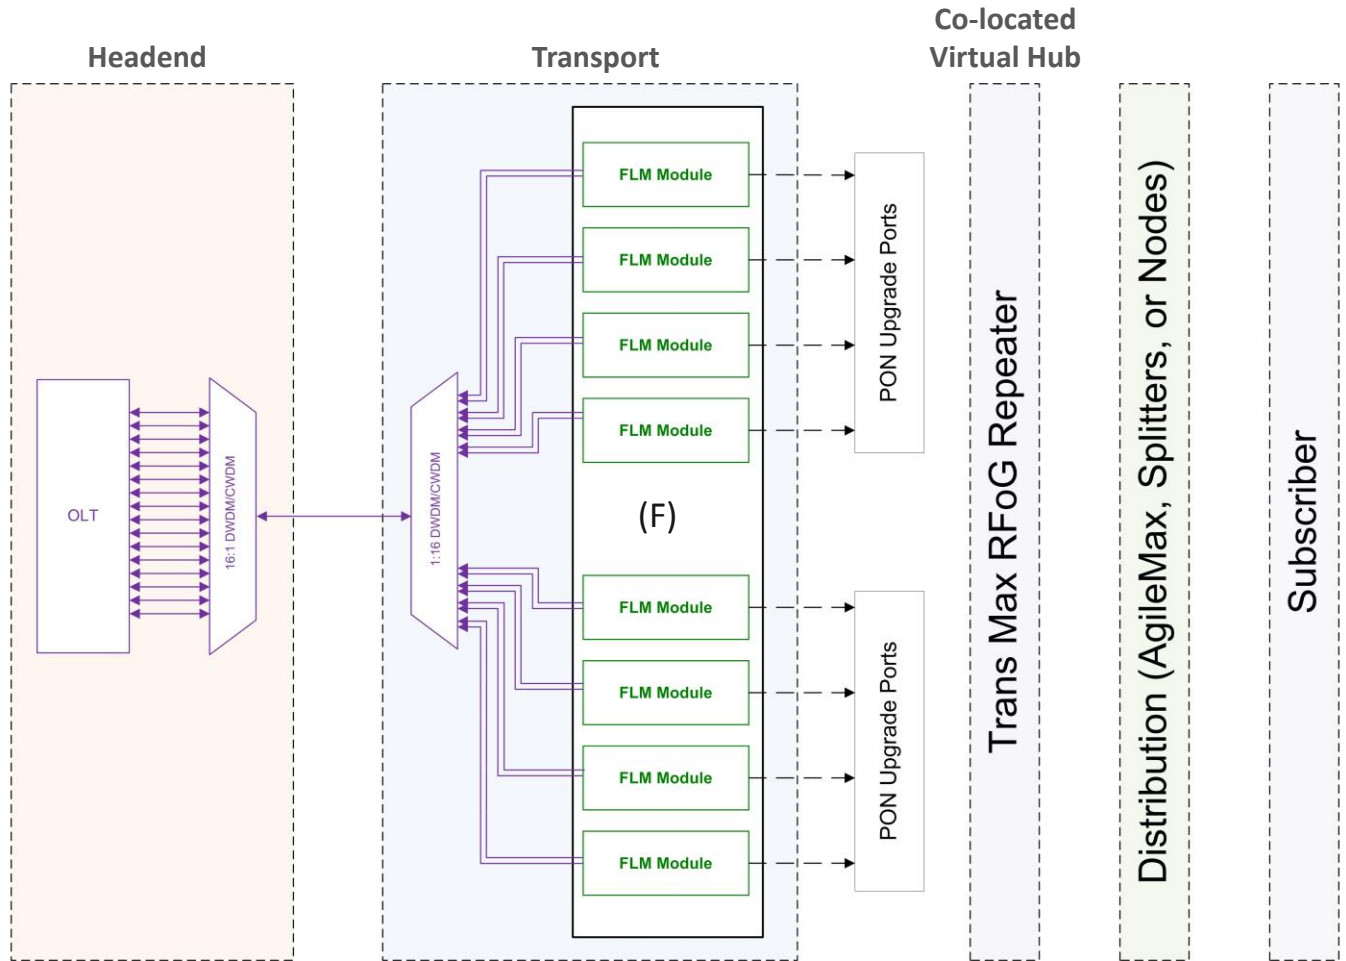 Headend
Transport
Co-located
Virtual Hub
OLT
16:1 DWDM/CWDM
1:16 DWDM/CWDM
FLM Module
FLM Module
FLM Module
FLM Module
(F)
FLM Module
FLM Module
FLM Module
FLM Module
PON Upgrade Ports
PON Upgrade Ports
Trans Max RFoG Repeater
Distribution (AgileMax, Splitters, or Nodes)
Subscriber